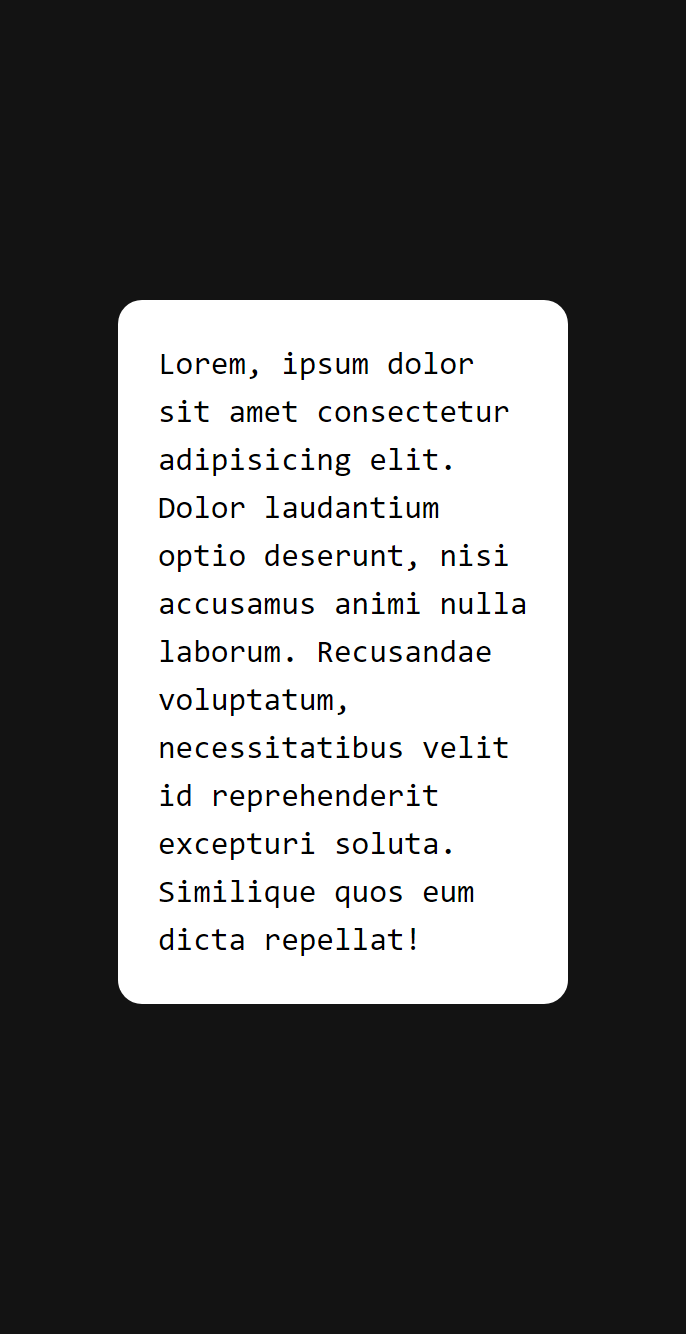 Lorem, ipsum dolor
sit amet consectetur
adipisicing elit.
Dolor laudantium
optio deserunt, nisi
accusamus animi nulla
laborum. Recusandae
voluptatum,
necessitatibus velit
id reprehenderit
excepturi soluta.
Similique quos eum
dicta repellat!